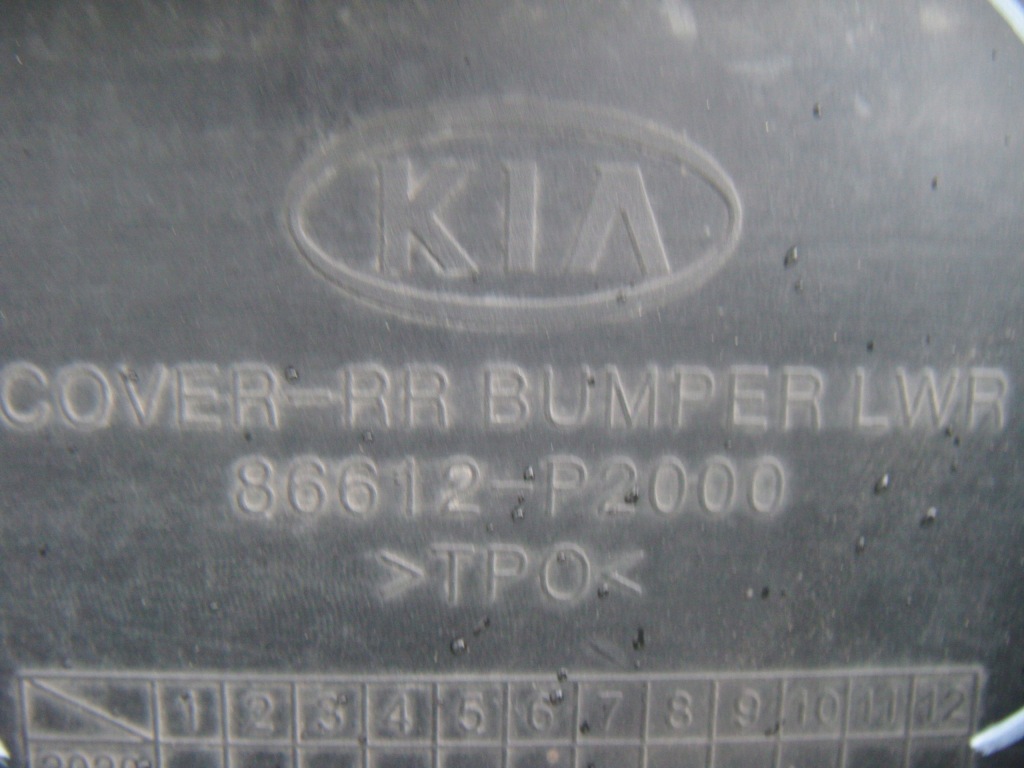 KIA
COVER-RR BUMPER LWR
86612-P2000
>TPO<
1 2 3 4 5 6 7 8 9 10 11 12